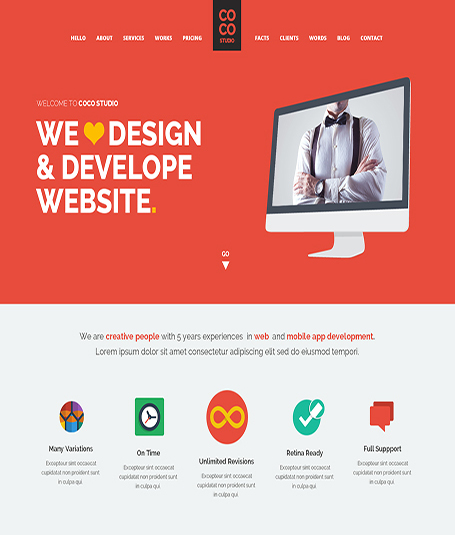 CO
CO
STUDIO
HELLO ABOUT SERVICES WORKS PRICING FACTS CLIENTS WORDS BLOG CONTACT
WELCOME TO COCO STUDIO
WE DESIGN
& DEVELOPE
WEBSITE.
GO
We are creative people with 5 years experiences in web and mobile app development.
Lorem ipsum dolor sit amet consectetur adipiscing elit sed do eiusmod tempori.
Many Variations
Excepteur sint occaecat
cupidatat non proident sunt
in culpa qui
On Time
Excepteur sint occaecat
cupidatat non proident sunt
in culpa qui
Unlimited Revisions
Excepteur sint occaecat
cupidatat non proident sunt
in culpa qui
Retina Ready
Excepteur sint occaecat
cupidatat non proident sunt
in culpa qui
Full Suppport
Excepteur sint occaecat
cupidatat non proident sunt
in culpa qui